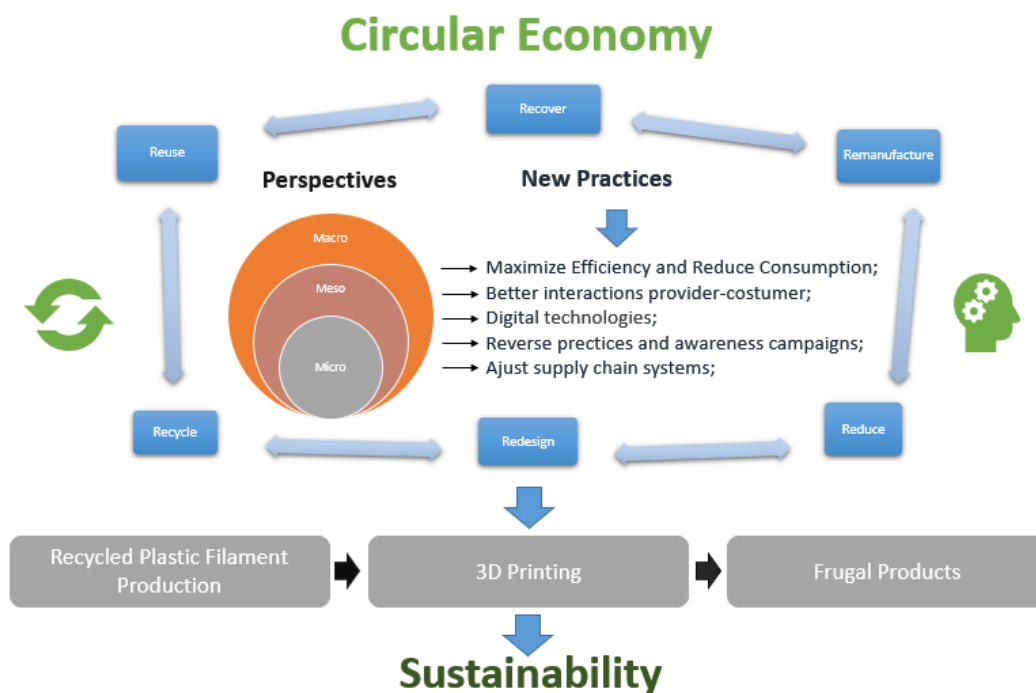 Circular Economy
Recover
Reuse
Remanufacture
Perspectives
New Practices
Macro
Meso
Micro
Maximize Efficiency and Reduce Consumption;
Better interactions provider-costumer;
Digital technologies;
Reverse prectices and awareness campaigns;
Ajust supply chain systems;
Recycle
Redesign
Reduce
Recycled Plastic Filament
Production
3D Printing
Frugal Products
Sustainability